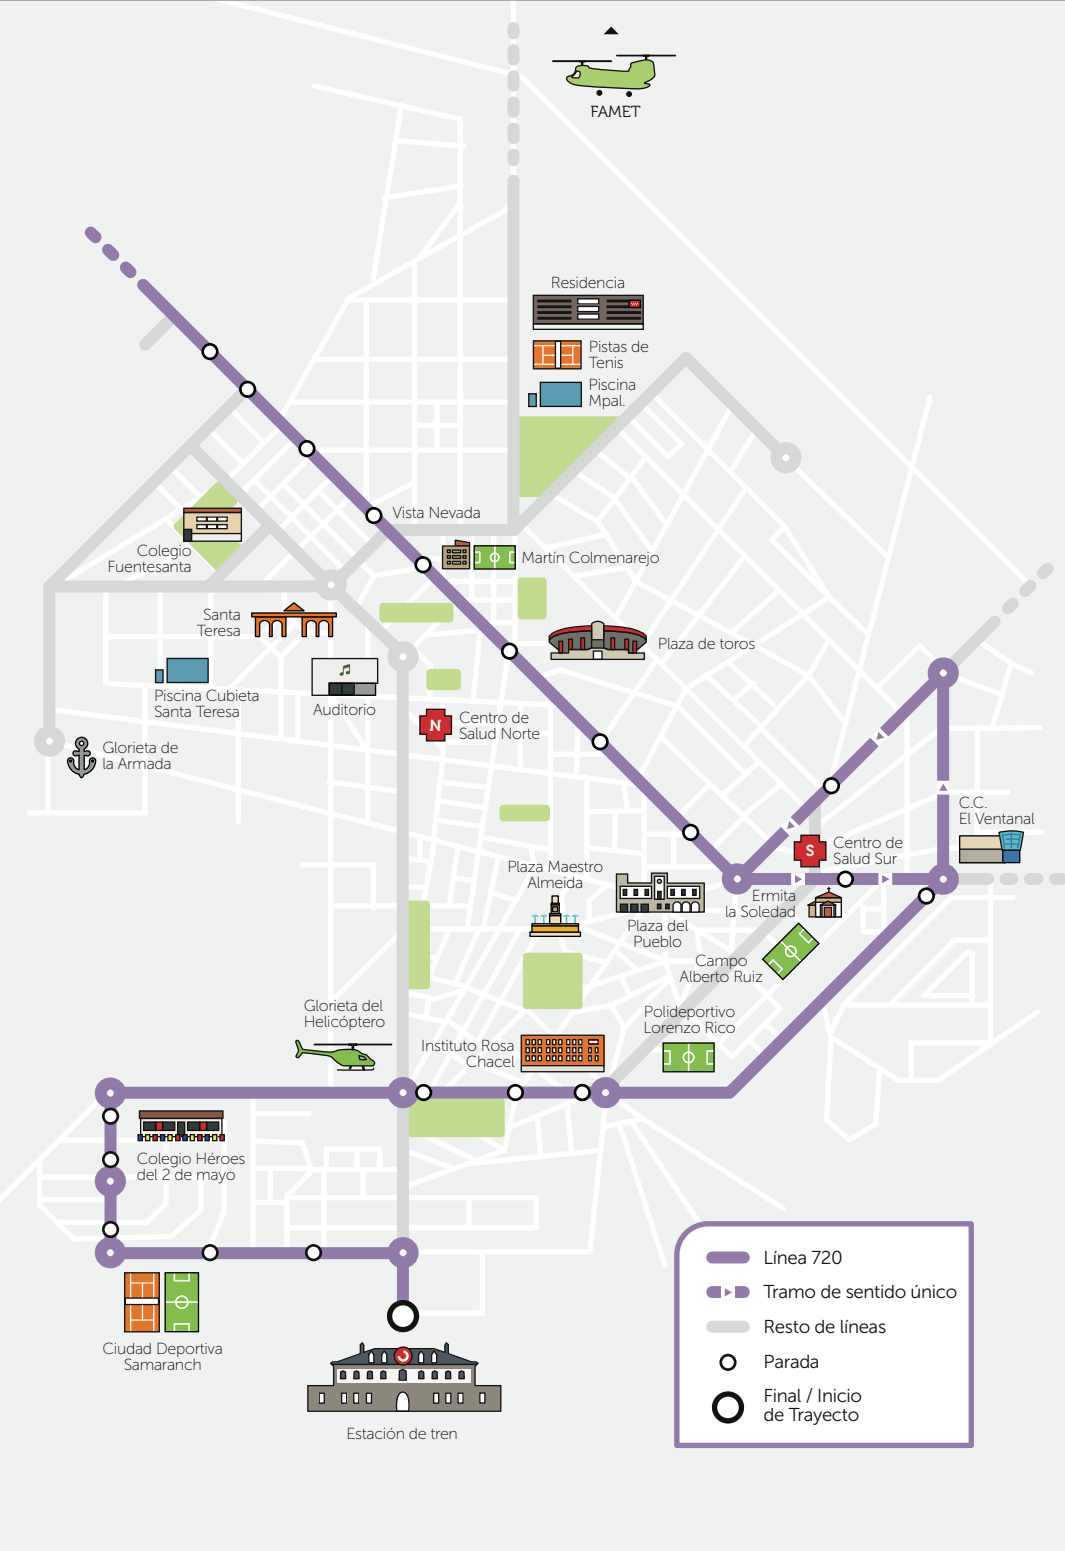 FAMET
Residencia
Pistas de
Tenis
Piscina
Mpal.
Vista Nevada
Colegio
Fuentesanta
Martín Colmenarejo
Santa
Teresa
Plaza de toros
Piscina Cubieta
Santa Teresa
Auditorio
N
Centro de
Salud Norte
Glorieta de
la Armada
C.C.
El Ventanal
S
Centro de
Salud Sur
Plaza Maestro
Almeida
Ermita
la Soledad
Plaza del
Pueblo
Campo
Alberto Ruiz
Glorieta del
Helicóptero
Polideportivo
Lorenzo Rico
Instituto Rosa
Chacel
Colegio Héroes
del 2 de mayo
Ciudad Deportiva
Samaranch
Estación de tren
Línea 720
Tramo de sentido único
Resto de líneas
Parada
Final / Inicio
de Trayecto